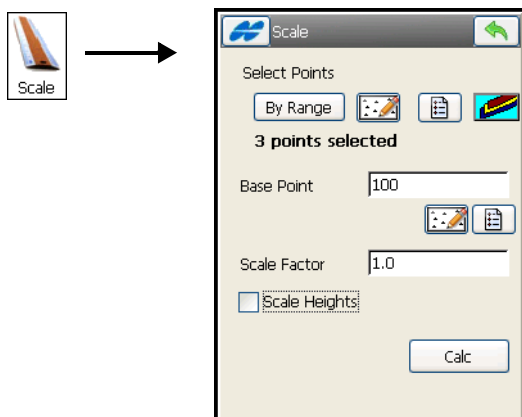 Scale
Scale
Select Points
By Range
3 points selected
Base Point 100
Scale Factor 1.0
Scale Heights
Calc